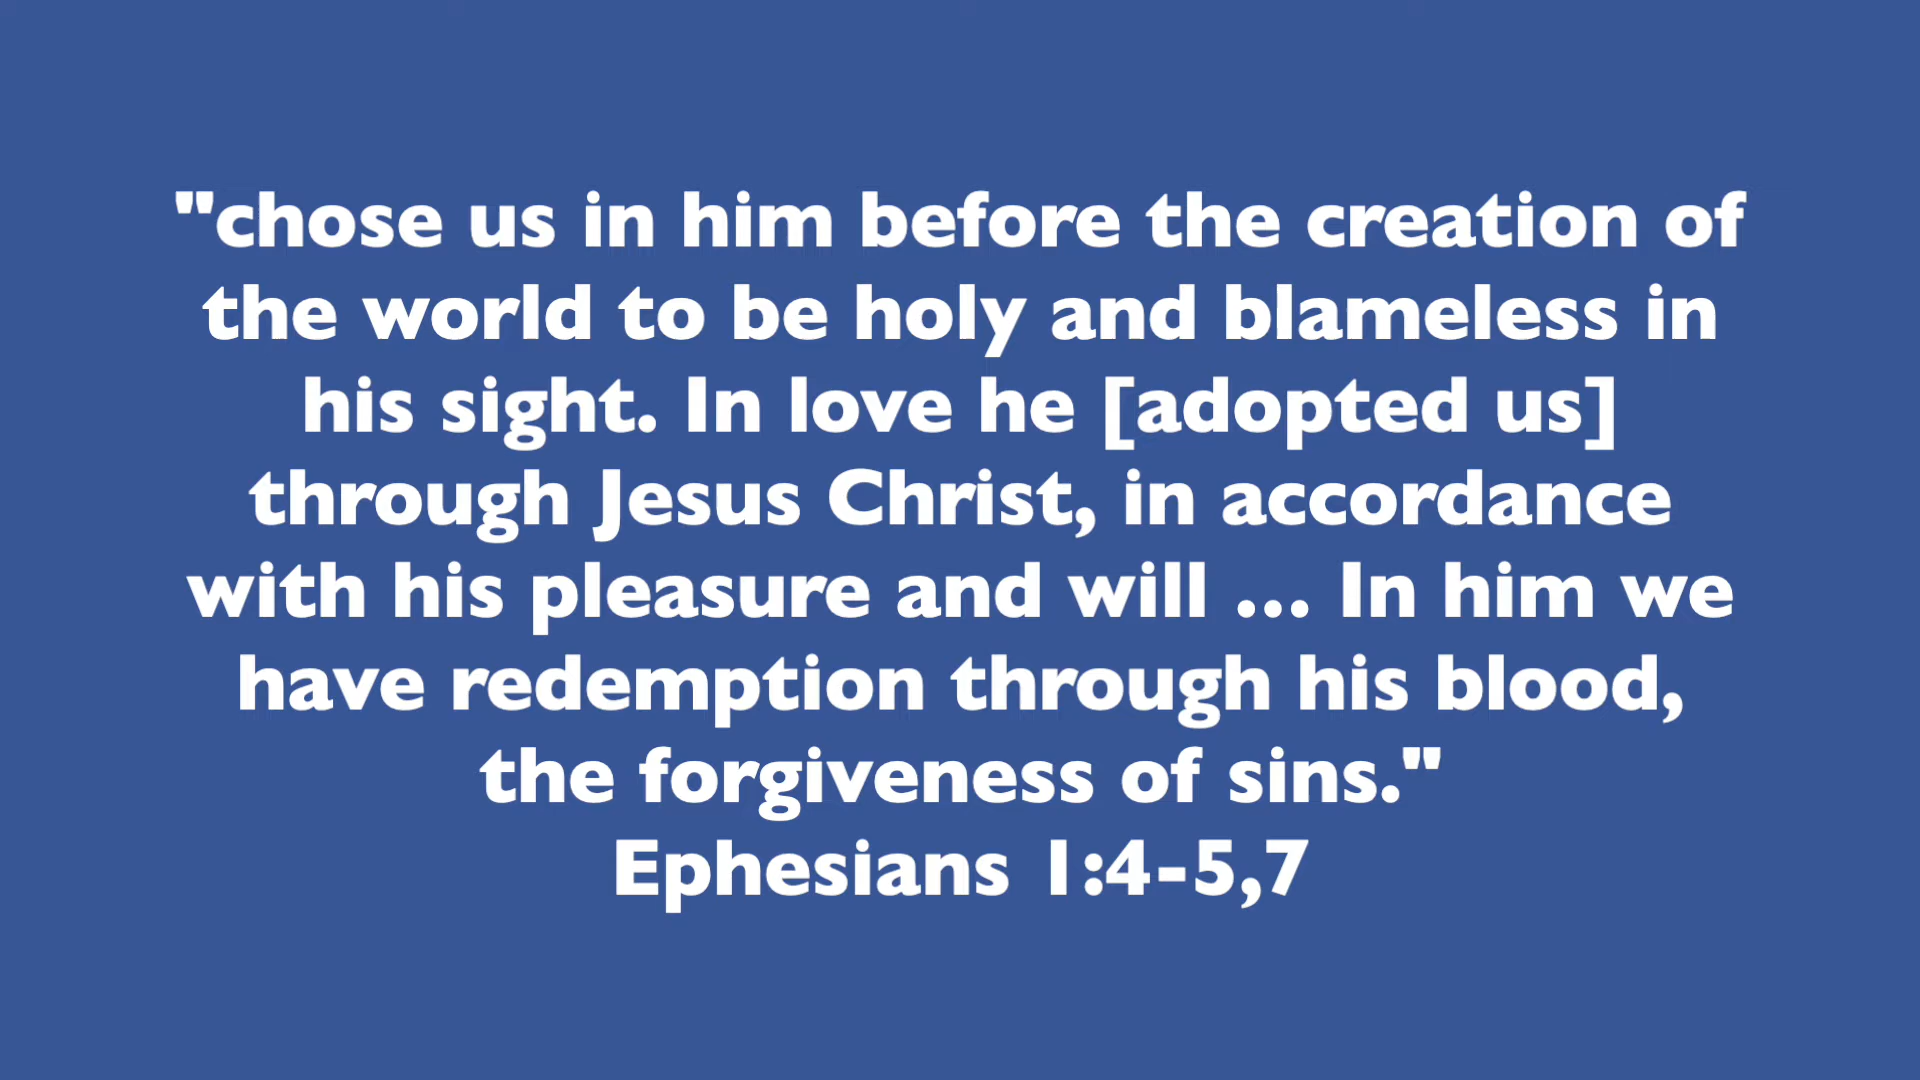 "chose us in him before the creation of
the world to be holy and blameless in
his sight. In love he [adopted us]
through Jesus Christ, in accordance
with his pleasure and will ... In him we
have redemption through his blood,
the forgiveness of sins."
Ephesians 1:4-5,7